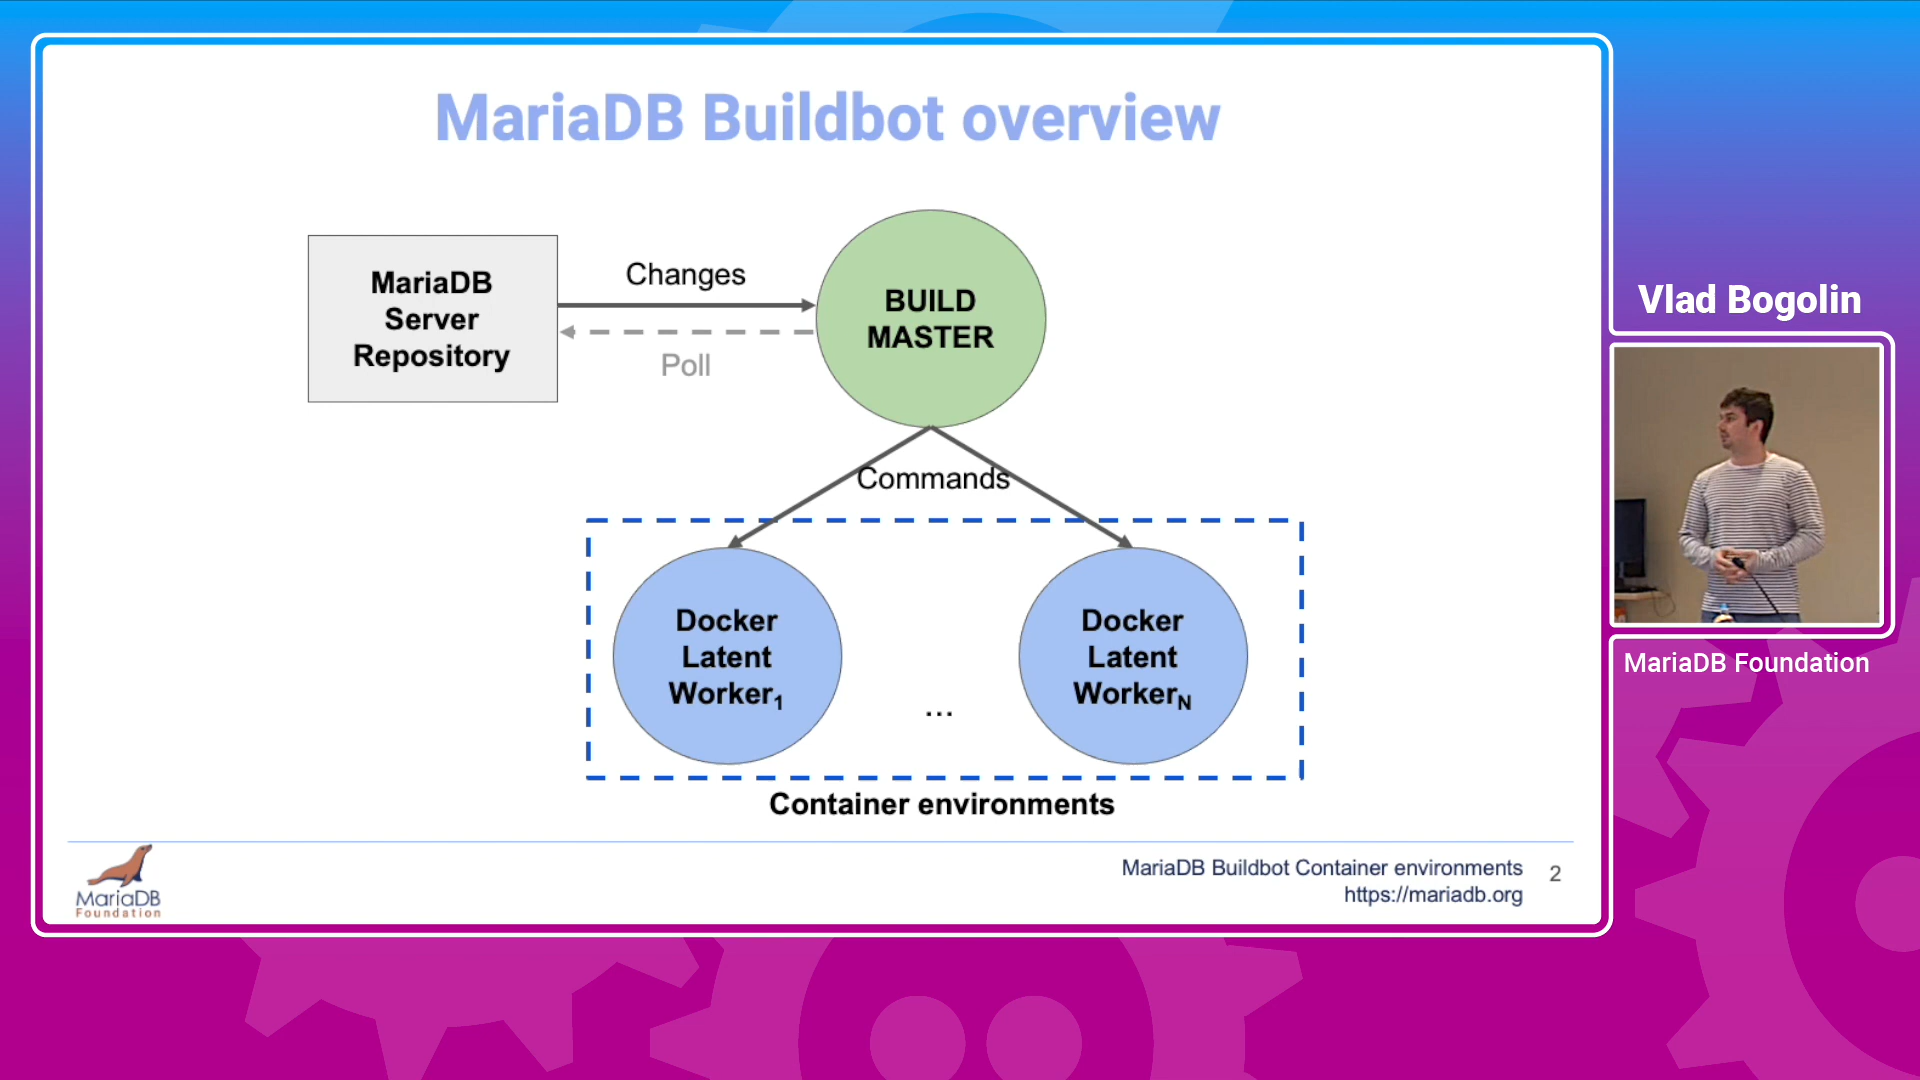 MariaDB Buildbot overview
MariaDB
Server
Repository
Changes
Poll
BUILD
MASTER
Commands
Docker
Latent
Worker1
...
Docker
Latent
WorkerN
Container environments
MariaDB
Foundation
MariaDB Buildbot Container environments
https://mariadb.org
2
Vlad Bogolin
MariaDB Foundation